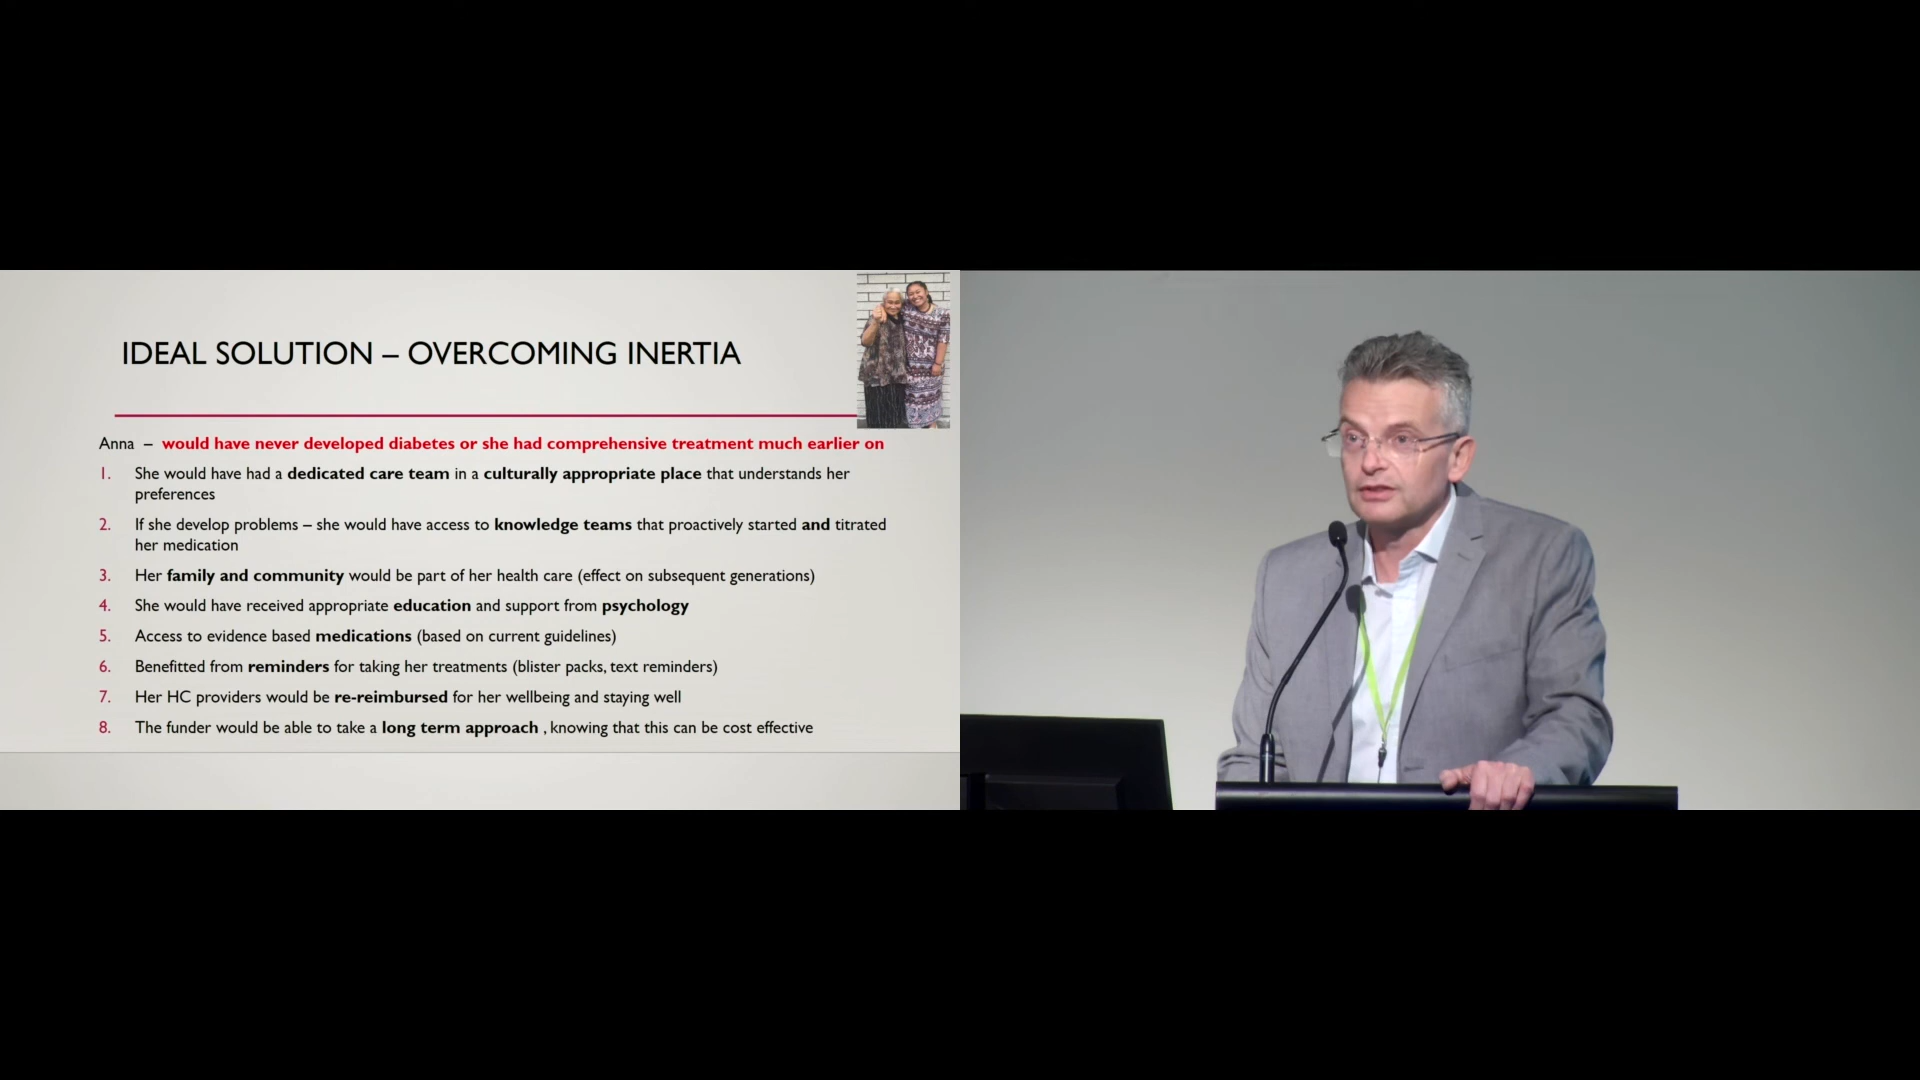 IDEAL SOLUTION – OVERCOMING INERTIA
Anna – would have never developed diabetes or she had comprehensive treatment much earlier on
1. She would have had a dedicated care team in a culturally appropriate place that understands her
preferences
2. If she develop problems – she would have access to knowledge teams that proactively started and titrated
her medication
3. Her family and community would be part of her health care (effect on subsequent generations)
4. She would have received appropriate education and support from psychology
5. Access to evidence based medications (based on current guidelines)
6. Benefitted from reminders for taking her treatments (blister packs, text reminders)
7. Her HC providers would be re-reimbursed for her wellbeing and staying well
8. The funder would be able to take a long term approach , knowing that this can be cost effective